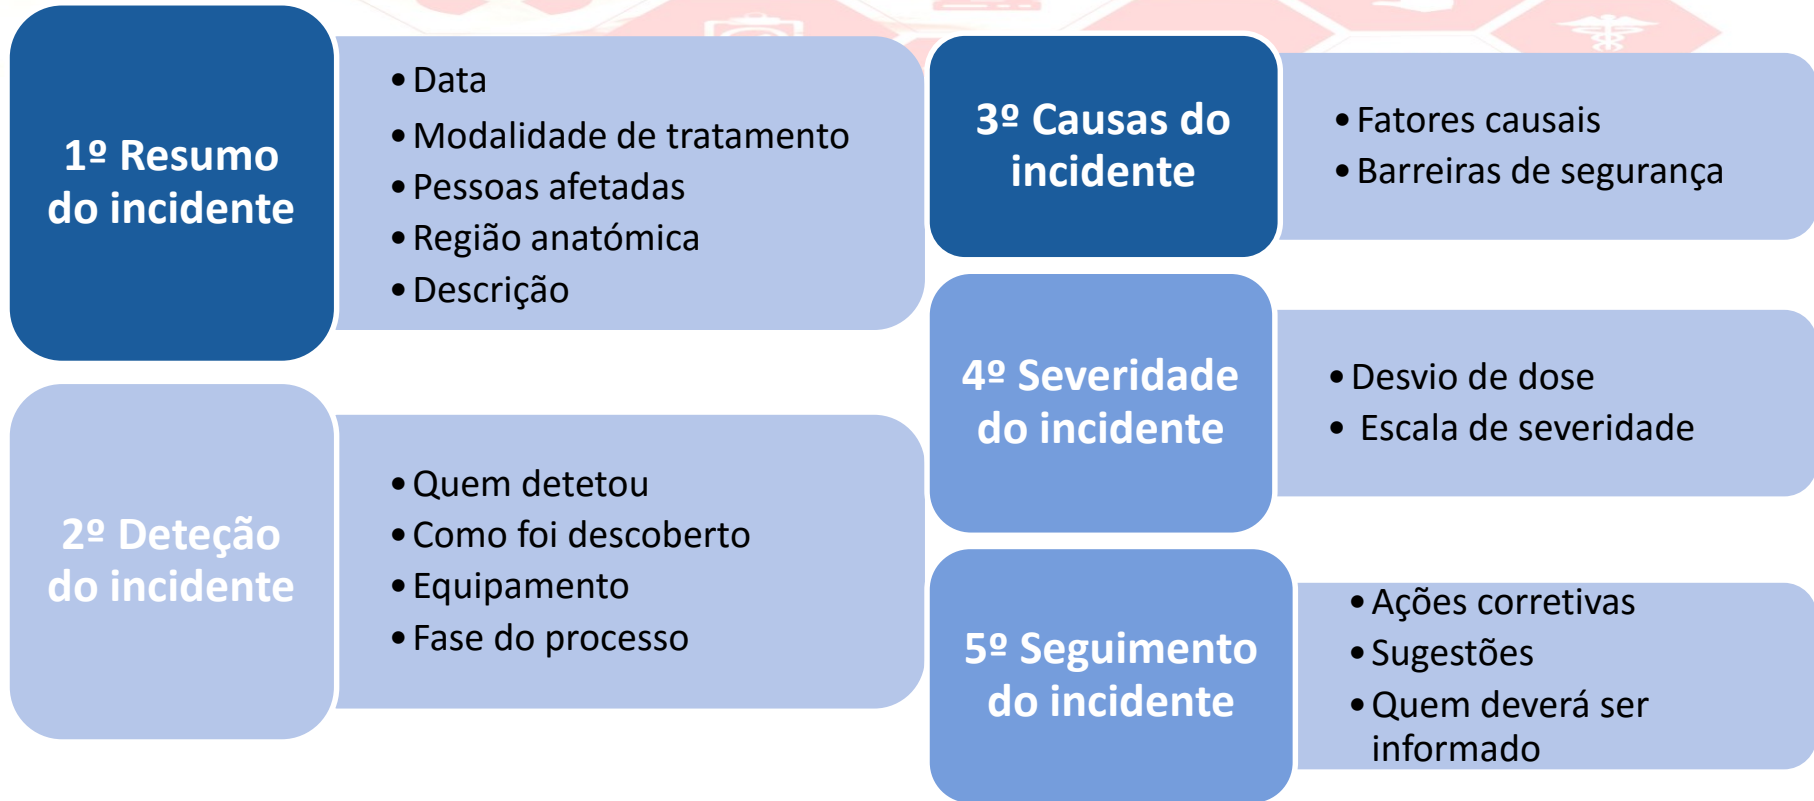 1º Resumo
do incidente
•Data
•Modalidade de tratamento
•Pessoas afetadas
•Região anatómica
•Descrição
2º Deteção
do incidente
•Quem detetou
•Como foi descoberto
•Equipamento
•Fase do processo
3º Causas do
incidente
•Fatores causais
•Barreiras de segurança
4º Severidade
do incidente
•Desvio de dose
• Escala de severidade
5º Seguimento
do incidente
•Ações corretivas
•Sugestões
•Quem deverá ser
informado